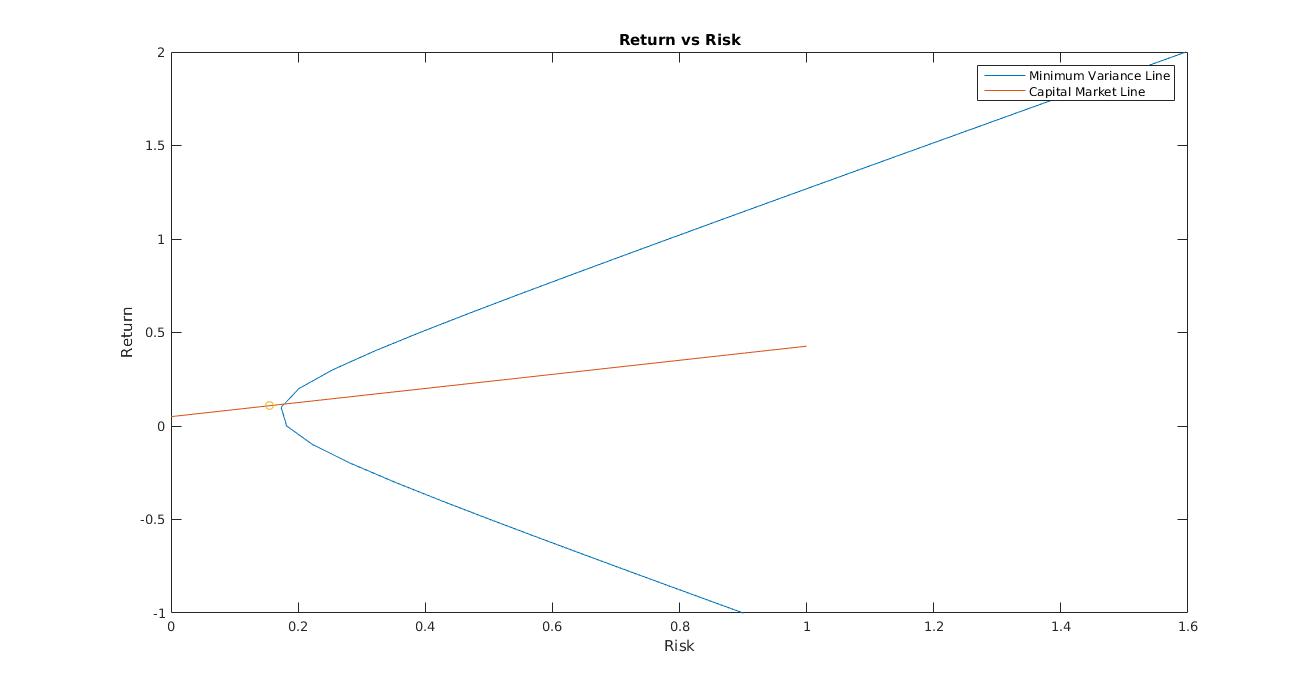 Return vs Risk
Minimum Variance Line
Capital Market Line
2
1.5
1
0.5
0
-0.5
-1
Return
0 0.2 0.4 0.6 0.8 1 1.2 1.4 1.6
Risk